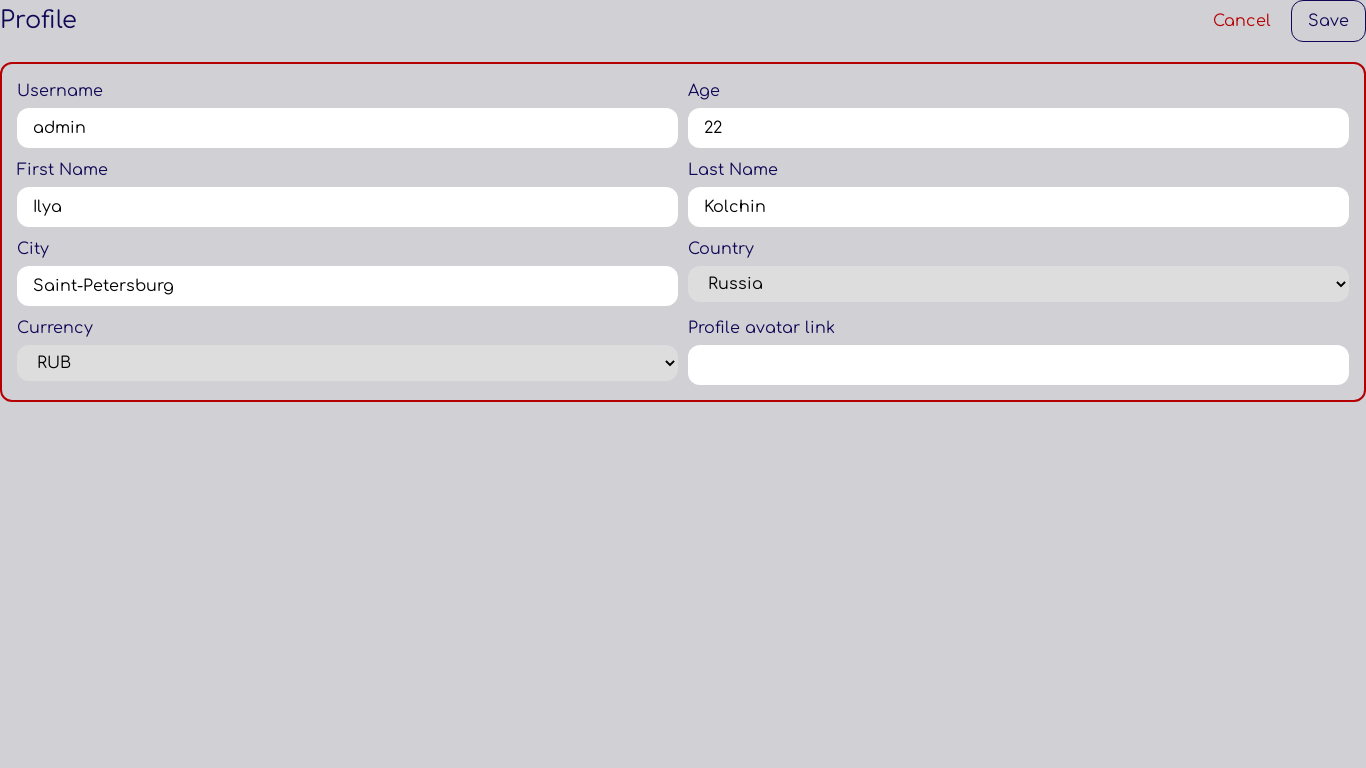 Profile
Cancel
Save
Username
Age
admin
22
First Name
Last Name
Ilya
Kolchin
City
Country
Saint-Petersburg
Russia
Currency
Profile avatar link
RUB